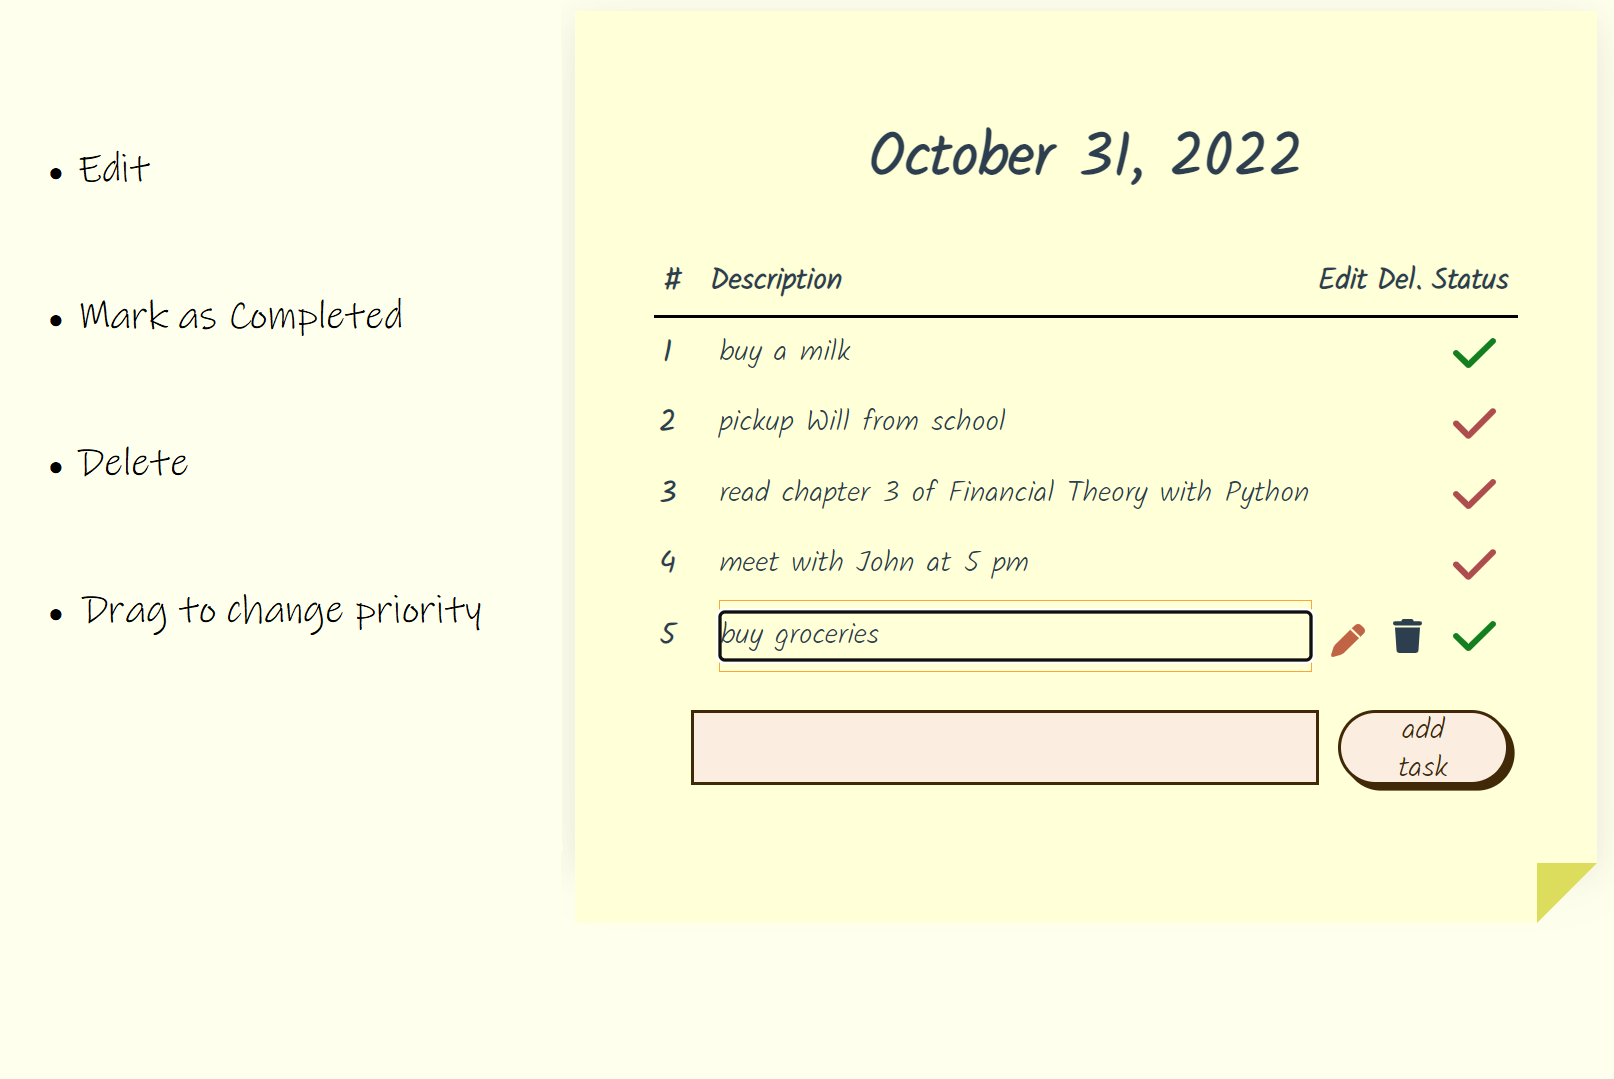 Edit
Mark as Completed
Delete
Drag to change priority
October 31, 2022
# Description Edit Del. Status
1 buy a milk
2 pickup Will from school
3 read chapter 3 of Financial Theory with Python
4 meet with John at 5 pm
5 buy groceries
add
task